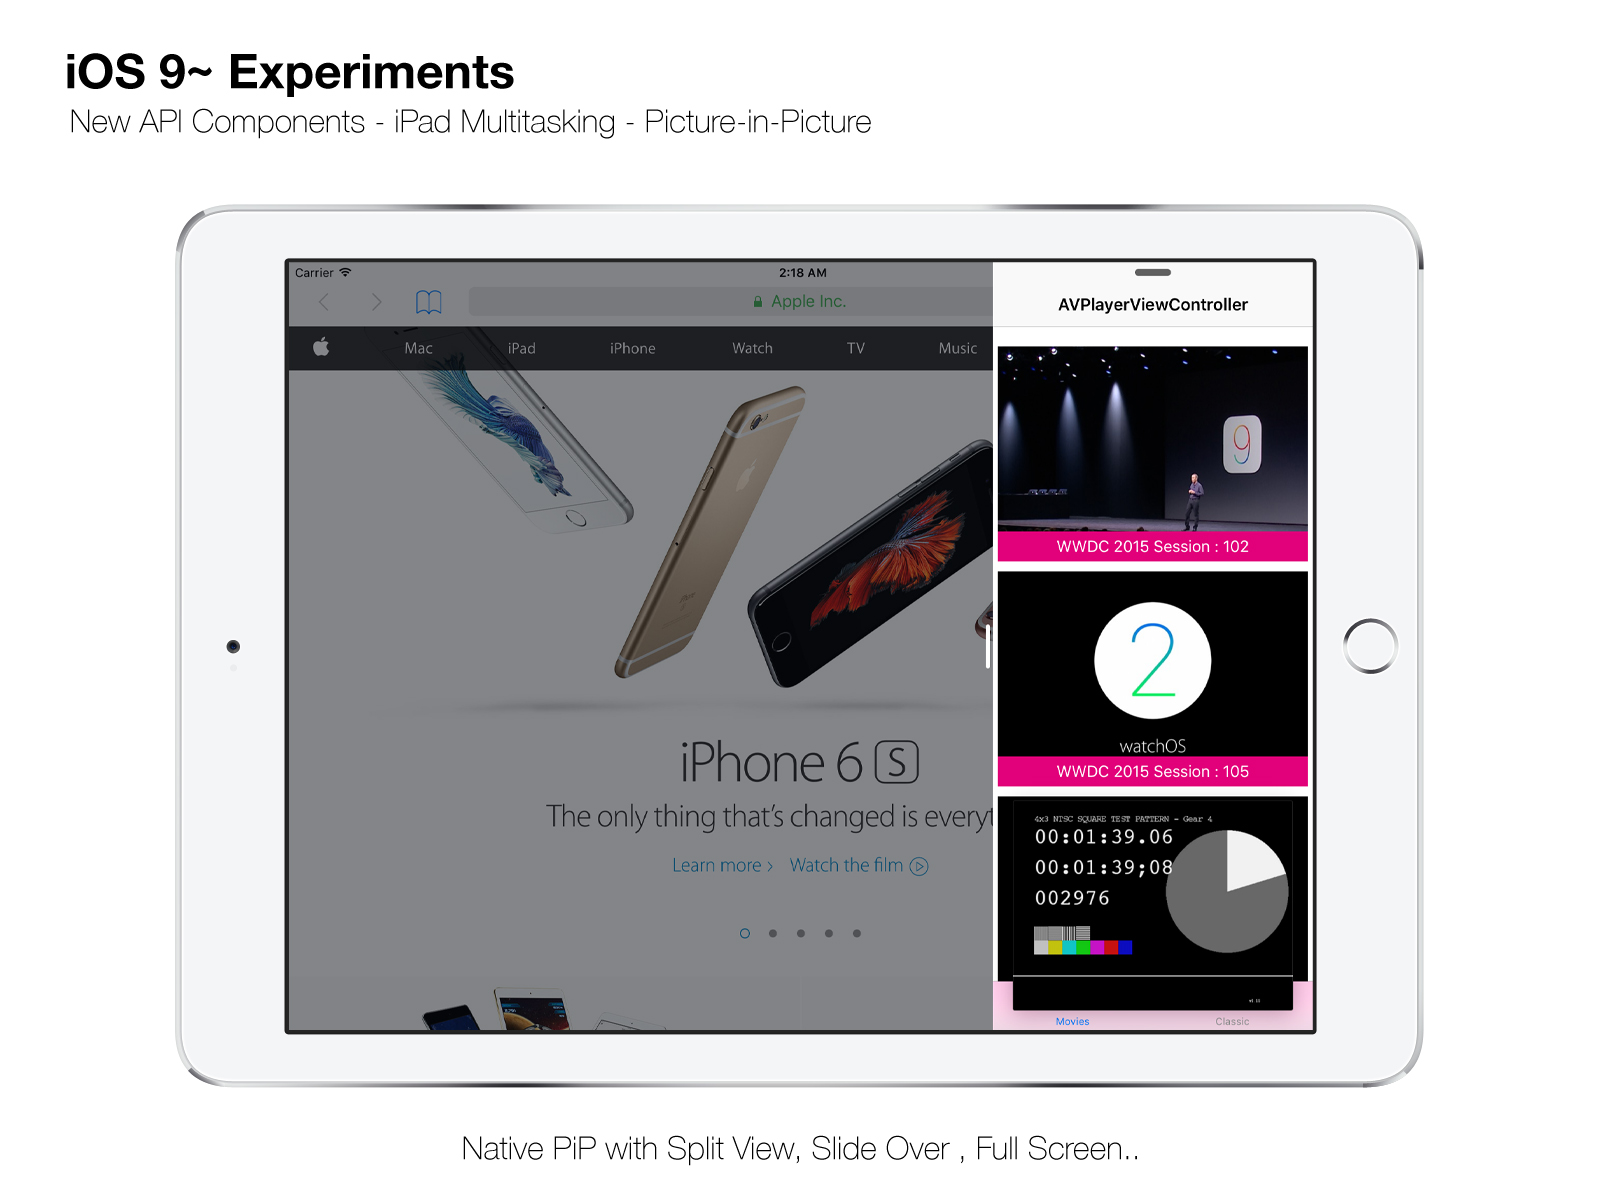 iOS 9~ Experiments
New API Components - iPad Multitasking - Picture-in-Picture
Carrier
2:18 AM
Apple Inc.
Mac iPad iPhone Watch TV Music
iPhone 6 S
The only thing that's changed is everyt
Learn more > Watch the film
AVPlayerViewController
9
WWDC 2015 Session : 102
2
watchOS
WWDC 2015 Session : 105
4x3 NTSC SQUARE TEST PATTERN - Gear 4
00:01:39.06
00:01:39;08
002976
Movies Classic
Native PiP with Split View, Slide Over , Full Screen..